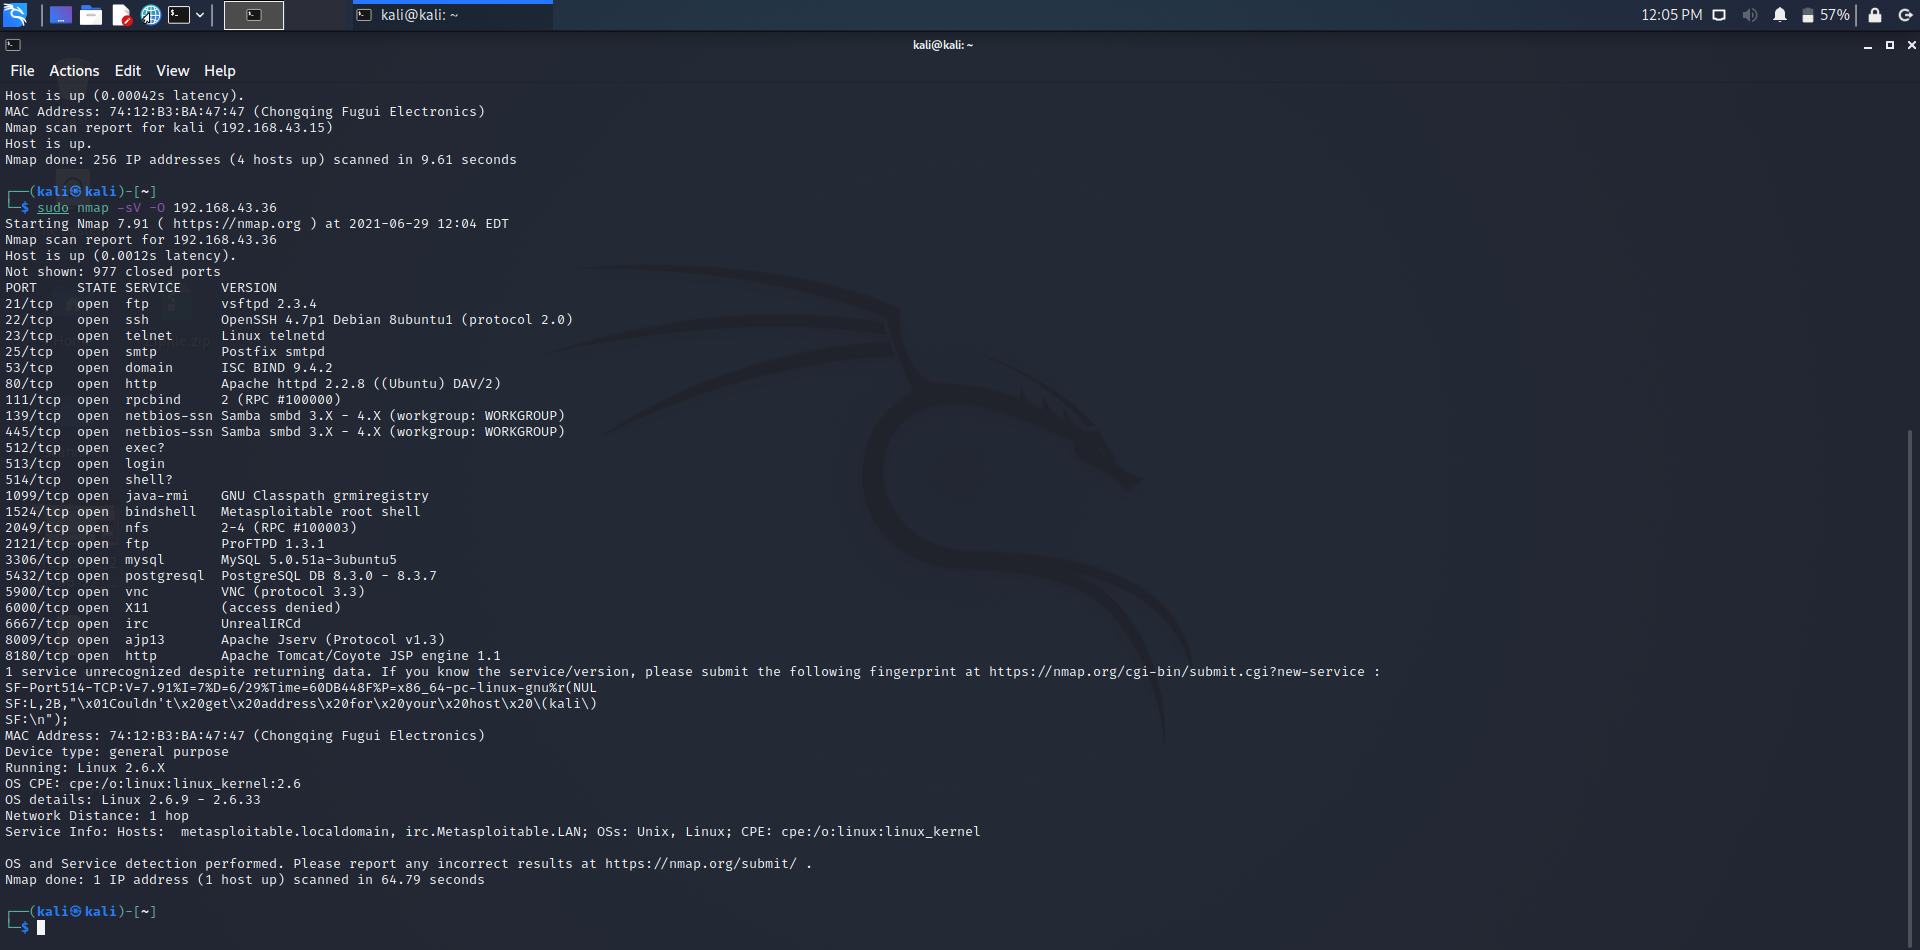 kali@kali: ~
12:05 PM
57%
kali@kali: ~
File Actions Edit View Help
Host is up (0.00042s latency).
MAC Address: 74:12:B3:BA:47:47 (Chongqing Fugui Electronics)
Nmap scan report for kali (192.168.43.15)
Host is up.
Nmap done: 256 IP addresses (4 hosts up) scanned in 9.61 seconds
┌──(kali㉿kali)-[~]
└─$ sudo nmap -sV -O 192.168.43.36
Starting Nmap 7.91 ( https://nmap.org ) at 2021-06-29 12:04 EDT
Nmap scan report for 192.168.43.36
Host is up (0.0012s latency).
Not shown: 977 closed ports
PORT     STATE SERVICE     VERSION
21/tcp   open  ftp         vsftpd 2.3.4
22/tcp   open  ssh         OpenSSH 4.7p1 Debian 8ubuntu1 (protocol 2.0)
23/tcp   open  telnet      Linux telnetd
25/tcp   open  smtp        Postfix smtpd
53/tcp   open  domain      ISC BIND 9.4.2
80/tcp   open  http        Apache httpd 2.2.8 ((Ubuntu) DAV/2)
111/tcp  open  rpcbind     2 (RPC #100000)
139/tcp  open  netbios-ssn Samba smbd 3.X - 4.X (workgroup: WORKGROUP)
445/tcp  open  netbios-ssn Samba smbd 3.X - 4.X (workgroup: WORKGROUP)
512/tcp  open  exec?
513/tcp  open  login
514/tcp  open  shell?
1099/tcp open  java-rmi    GNU Classpath grmiregistry
1524/tcp open  bindshell   Metasploitable root shell
2049/tcp open  nfs         2-4 (RPC #100003)
2121/tcp open  ftp         ProFTPD 1.3.1
3306/tcp open  mysql       MySQL 5.0.51a-3ubuntu5
5432/tcp open  postgresql  PostgreSQL DB 8.3.0 - 8.3.7
5900/tcp open  vnc         VNC (protocol 3.3)
6000/tcp open  X11         (access denied)
6667/tcp open  irc         UnrealIRCd
8009/tcp open  ajp13       Apache Jserv (Protocol v1.3)
8180/tcp open  http        Apache Tomcat/Coyote JSP engine 1.1
1 service unrecognized despite returning data. If you know the service/version, please submit the following fingerprint at https://nmap.org/cgi-bin/submit.cgi?new-service :
SF-Port514-TCP:V=7.91%I=7%D=6/29%Time=60DB448F%P=x86_64-pc-linux-gnu%r(NUL
SF:L,2B,"\x01Couldn't\x20get\x20address\x20for\x20your\x20host\x20\(kali\)
SF:\n");
MAC Address: 74:12:B3:BA:47:47 (Chongqing Fugui Electronics)
Device type: general purpose
Running: Linux 2.6.X
OS CPE: cpe:/o:linux:linux_kernel:2.6
OS details: Linux 2.6.9 - 2.6.33
Network Distance: 1 hop
Service Info: Hosts:  metasploitable.localdomain, irc.Metasploitable.LAN; OSs: Unix, Linux; CPE: cpe:/o:linux:linux_kernel
OS and Service detection performed. Please report any incorrect results at https://nmap.org/submit/ .
Nmap done: 1 IP address (1 host up) scanned in 64.79 seconds
┌──(kali㉿kali)-[~]
└─$